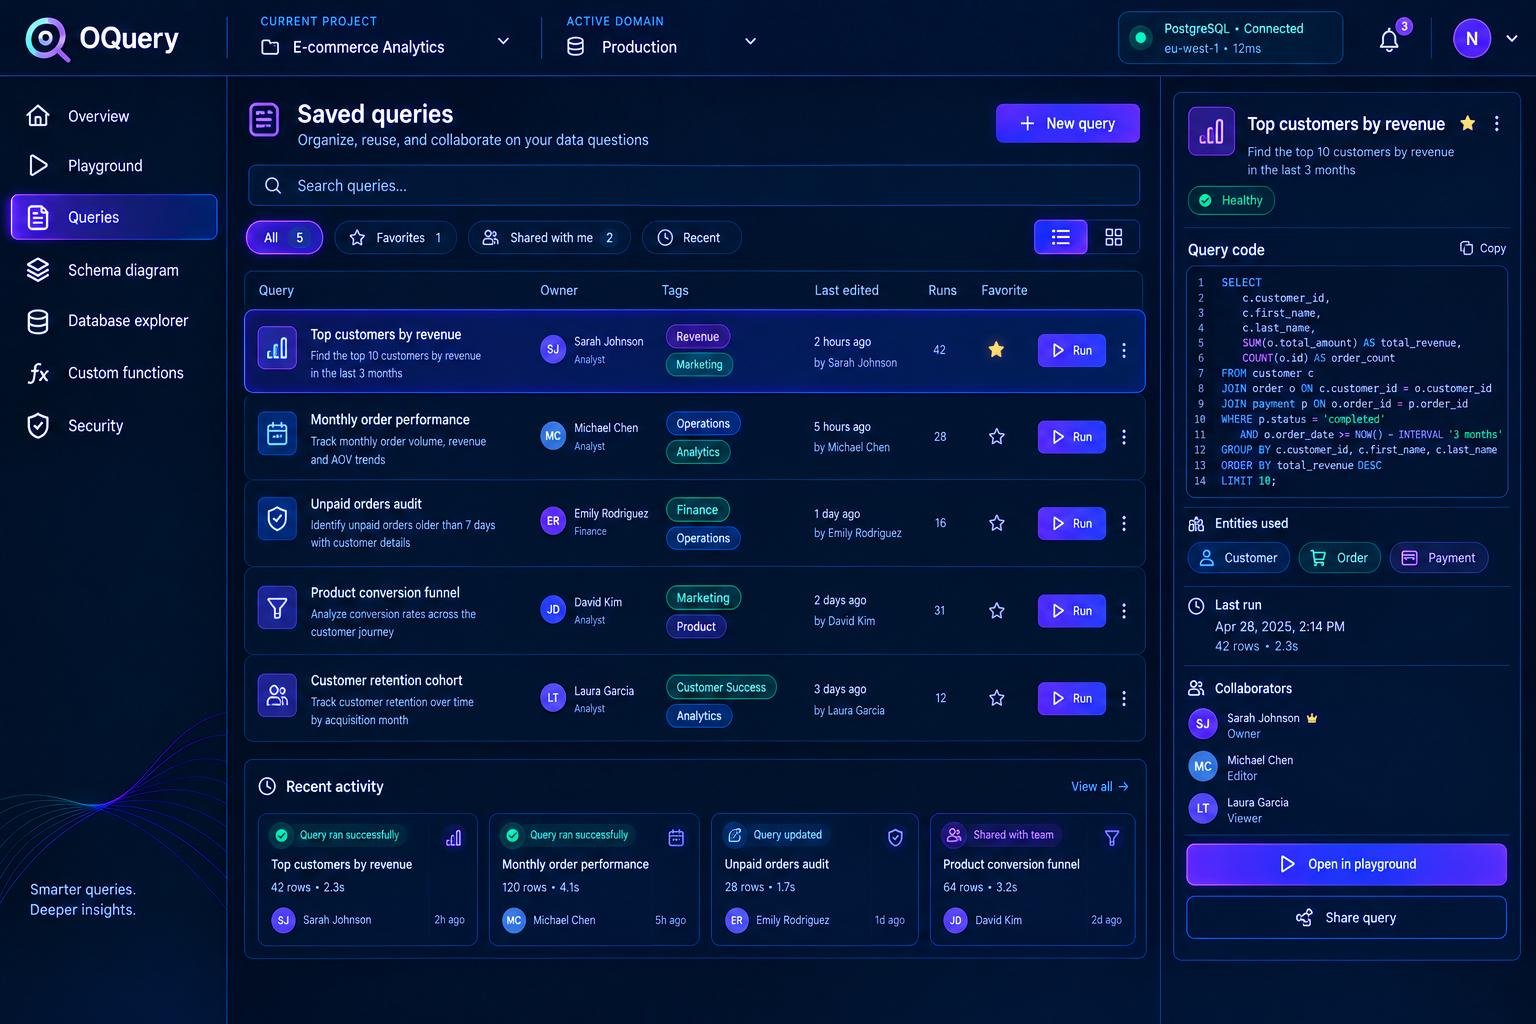 OQuery
CURRENT PROJECT
E-commerce Analytics
ACTIVE DOMAIN
Production
PostgreSQL • Connected
eu-west-1 • 12ms
3
N
Overview
Playground
Queries
Schema diagram
Database explorer
Custom functions
Security
Smarter queries.
Deeper insights.
Saved queries
Organize, reuse, and collaborate on your data questions
New query
Search queries...
All 5
Favorites 1
Shared with me 2
Recent
Query Owner Tags Last edited Runs Favorite
Top customers by revenue
Find the top 10 customers by revenue
in the last 3 months
SJ
Sarah Johnson
Analyst
Revenue
Marketing
2 hours ago
by Sarah Johnson
42
Run
Monthly order performance
Track monthly order volume, revenue
and AOV trends
MC
Michael Chen
Analyst
Operations
Analytics
5 hours ago
by Michael Chen
28
Run
Unpaid orders audit
Identify unpaid orders older than 7 days
with customer details
ER
Emily Rodriguez
Finance
Finance
Operations
1 day ago
by Emily Rodriguez
16
Run
Product conversion funnel
Analyze conversion rates across the
customer journey
JD
David Kim
Analyst
Marketing
Product
2 days ago
by David Kim
31
Run
Customer retention cohort
Track customer retention over time
by acquisition month
LT
Laura Garcia
Analyst
Customer Success
Analytics
3 days ago
by Laura Garcia
12
Run
Recent activity
View all →
Query ran successfully
Top customers by revenue
42 rows • 2.3s
SJ Sarah Johnson 2h ago
Query ran successfully
Monthly order performance
120 rows • 4.1s
MC Michael Chen 5h ago
Query updated
Unpaid orders audit
28 rows • 1.7s
ER Emily Rodriguez 1d ago
Shared with team
Product conversion funnel
64 rows • 3.2s
JD David Kim 2d ago
Top customers by revenue
Find the top 10 customers by revenue
in the last 3 months
Healthy
Query code
Copy
1 SELECT
2 c.customer_id,
3 c.first_name,
4 c.last_name,
5 SUM(o.total_amount) AS total_revenue,
6 COUNT(o.id) AS order_count
7 FROM customer c
8 JOIN order o ON c.customer_id = o.customer_id
9 JOIN payment p ON o.order_id = p.order_id
10 WHERE p.status = 'completed'
11 AND o.order_date >= NOW() - INTERVAL '3 months'
12 GROUP BY c.customer_id, c.first_name, c.last_name
13 ORDER BY total_revenue DESC
14 LIMIT 10;
Entities used
Customer
Order
Payment
Last run
Apr 28, 2025, 2:14 PM
42 rows • 2.3s
Collaborators
SJ
Sarah Johnson
Owner
MC
Michael Chen
Editor
LT
Laura Garcia
Viewer
Open in playground
Share query